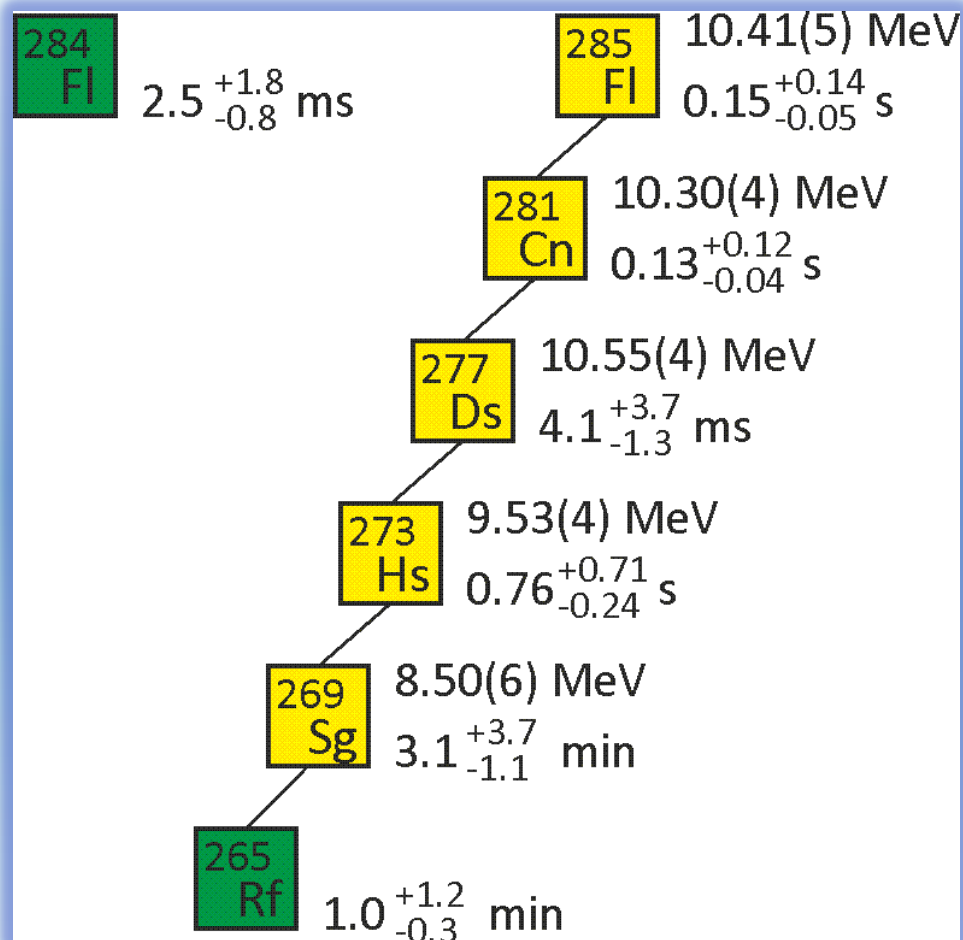 284
Fl
2.5 +1.8 -0.8 ms
285
Fl
10.41(5) MeV
0.15 +0.14 -0.05 s
281
Cn
10.30(4) MeV
0.13 +0.12 -0.04 s
277
Ds
10.55(4) MeV
4.1 +3.7 -1.3 ms
273
Hs
9.53(4) MeV
0.76 +0.71 -0.24 s
269
Sg
8.50(6) MeV
3.1 +3.7 -1.1 min
265
Rf
1.0 +1.2 -0.3 min